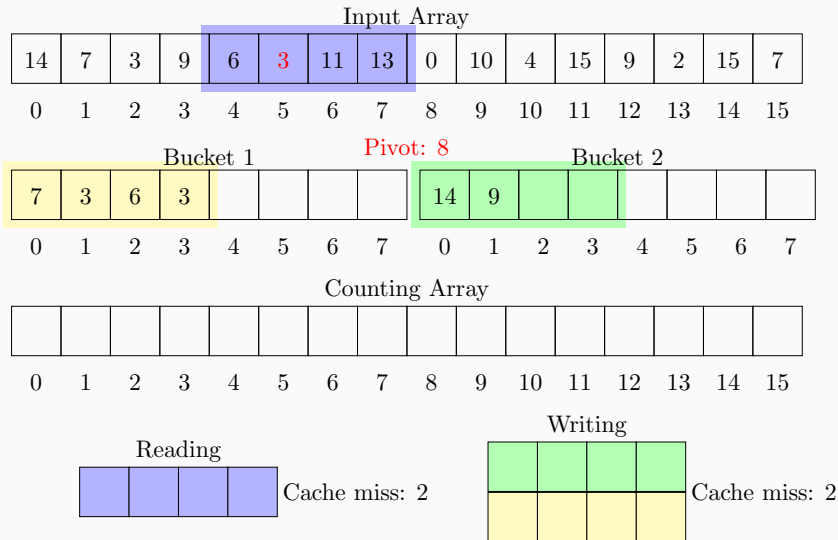 Input Array
14 7 3 9 6 3 11 13 0 10 4 15 9 2 15 7
0 1 2 3 4 5 6 7 8 9 10 11 12 13 14 15
Pivot: 8
Bucket 1 Bucket 2
7 3 6 3 14 9
0 1 2 3 4 5 6 7 0 1 2 3 4 5 6 7
Counting Array
0 1 2 3 4 5 6 7 8 9 10 11 12 13 14 15
Writing
Reading
Cache miss: 2 Cache miss: 2